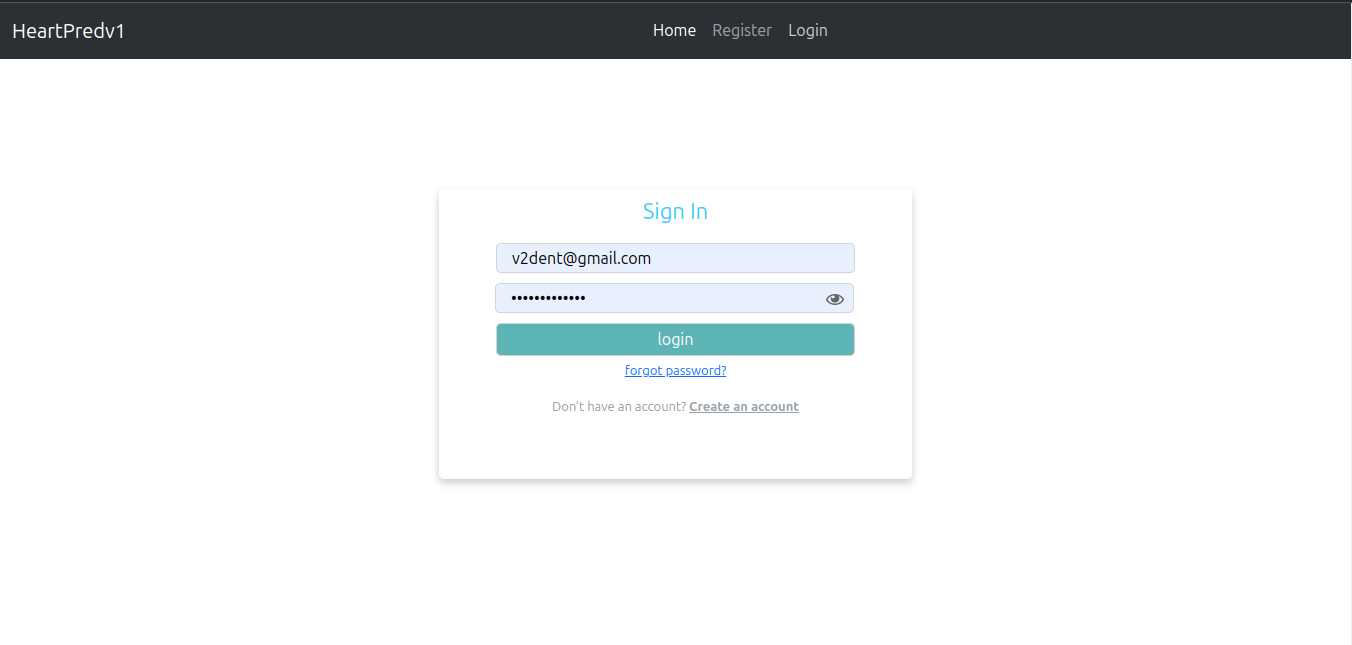 HeartPredv1 Home Register Login
Sign In
v2dent@gmail.com
•••••••••••••
login
forgot password?
Don't have an account? Create an account